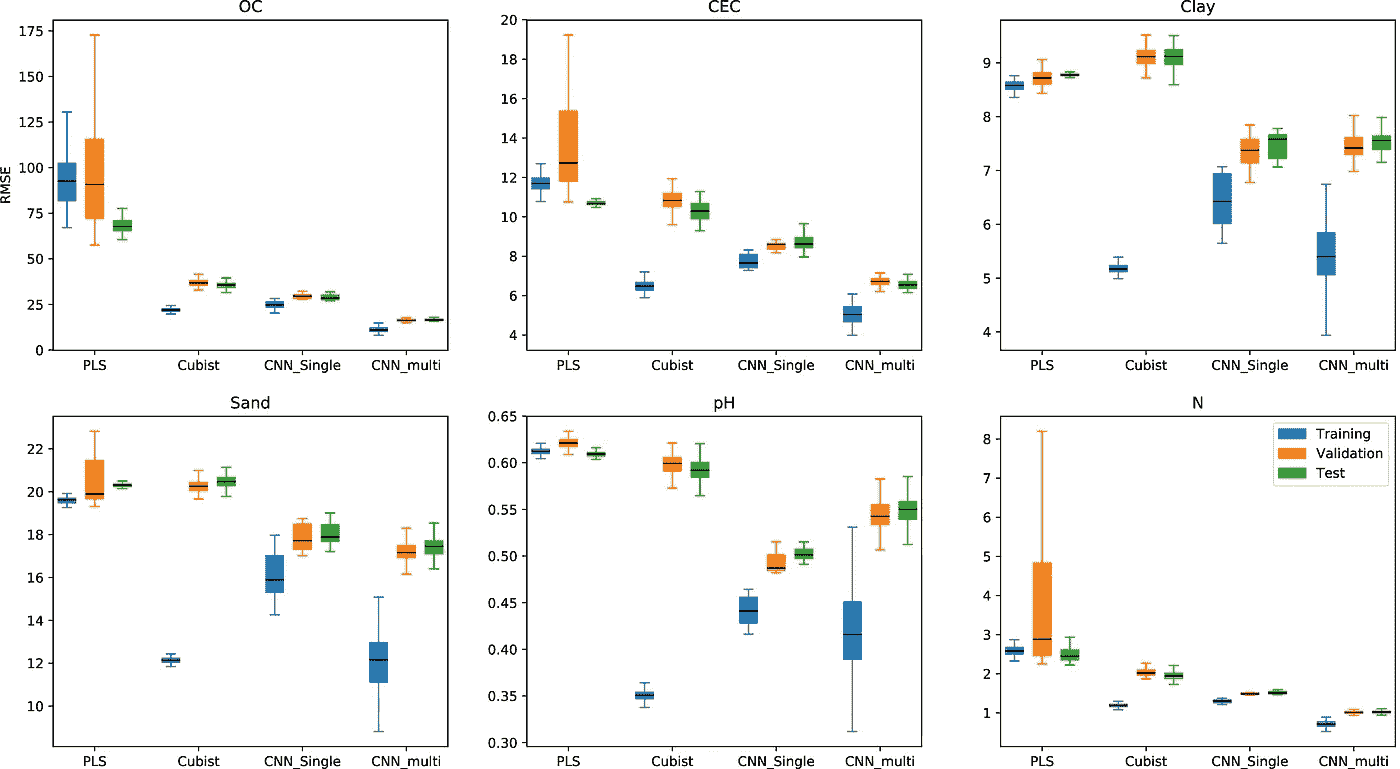 OC
175
150
125
100
75
50
25
0
RMSE
PLS
Cubist
CNN_Single
CNN_multi
CEC
20
18
16
14
12
10
8
6
4
PLS
Cubist
CNN_Single
CNN_multi
Clay
9
8
7
6
5
4
PLS
Cubist
CNN_Single
CNN_multi
Sand
22
20
18
16
14
12
10
PLS
Cubist
CNN_Single
CNN_multi
pH
0.65
0.60
0.55
0.50
0.45
0.40
0.35
0.30
PLS
Cubist
CNN_Single
CNN_multi
N
8
7
6
5
4
3
2
1
Training
Validation
Test
PLS
Cubist
CNN_Single
CNN_multi